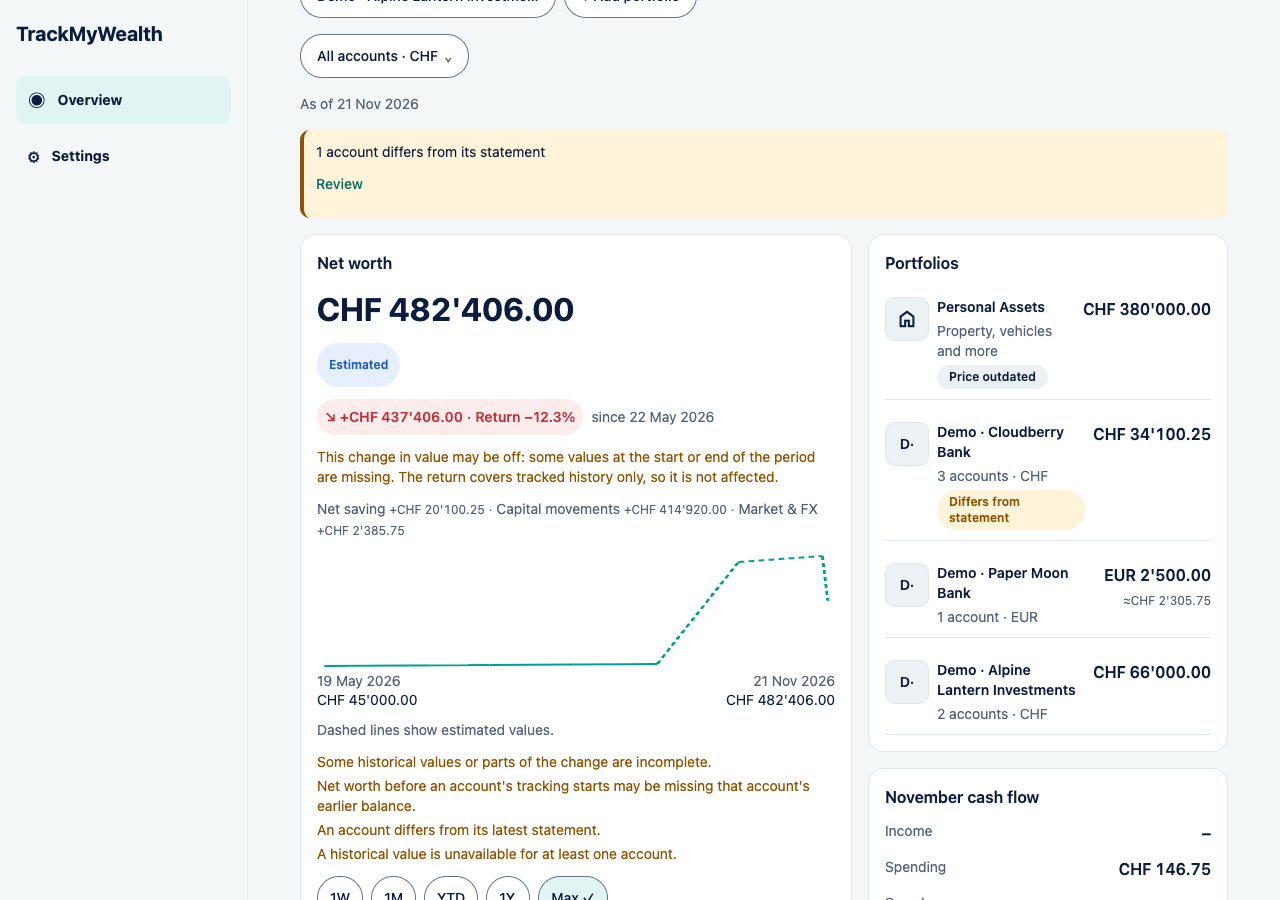 TrackMyWealth
Overview
Settings
All accounts · CHF
As of 21 Nov 2026
1 account differs from its statement
Review
Net worth
CHF 482'406.00
Estimated
↘ +CHF 437'406.00 · Return −12.3% since 22 May 2026
This change in value may be off: some values at the start or end of the period
are missing. The return covers tracked history only, so it is not affected.
Net saving +CHF 20'100.25 · Capital movements +CHF 414'920.00 · Market & FX
+CHF 2'385.75
19 May 2026
21 Nov 2026
CHF 45'000.00
CHF 482'406.00
Dashed lines show estimated values.
Some historical values or parts of the change are incomplete.
Net worth before an account's tracking starts may be missing that account's
earlier balance.
An account differs from its latest statement.
A historical value is unavailable for at least one account.
1W
1M
YTD
1Y
Max ✓
Portfolios
Personal Assets
CHF 380'000.00
Property, vehicles
and more
Price outdated
D·
Demo · Cloudberry
Bank
CHF 34'100.25
3 accounts · CHF
Differs from
statement
D·
Demo · Paper Moon
Bank
EUR 2'500.00
≈CHF 2'305.75
1 account · EUR
D·
Demo · Alpine
Lantern Investments
CHF 66'000.00
2 accounts · CHF
November cash flow
Income
–
Spending
CHF 146.75